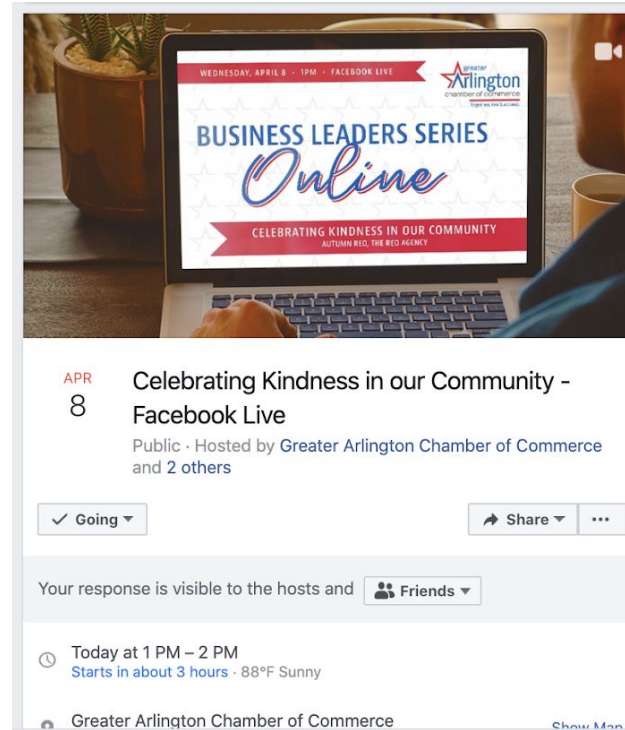 WEDNESDAY, APRIL 8 - 1PM - FACEBOOK LIVE
greater
Arlington
chamber of commerce
BUSINESS LEADERS SERIES
Online
CELEBRATING KINDNESS IN OUR COMMUNITY
AUTUMN REO, THE REO AGENCY
APR
8
Celebrating Kindness in our Community -
Facebook Live
Public · Hosted by Greater Arlington Chamber of Commerce
and 2 others
Going
Share
...
Your response is visible to the hosts and
Friends
Today at 1 PM – 2 PM
Starts in about 3 hours · 88°F Sunny
Greater Arlington Chamber of Commerce
Show Map